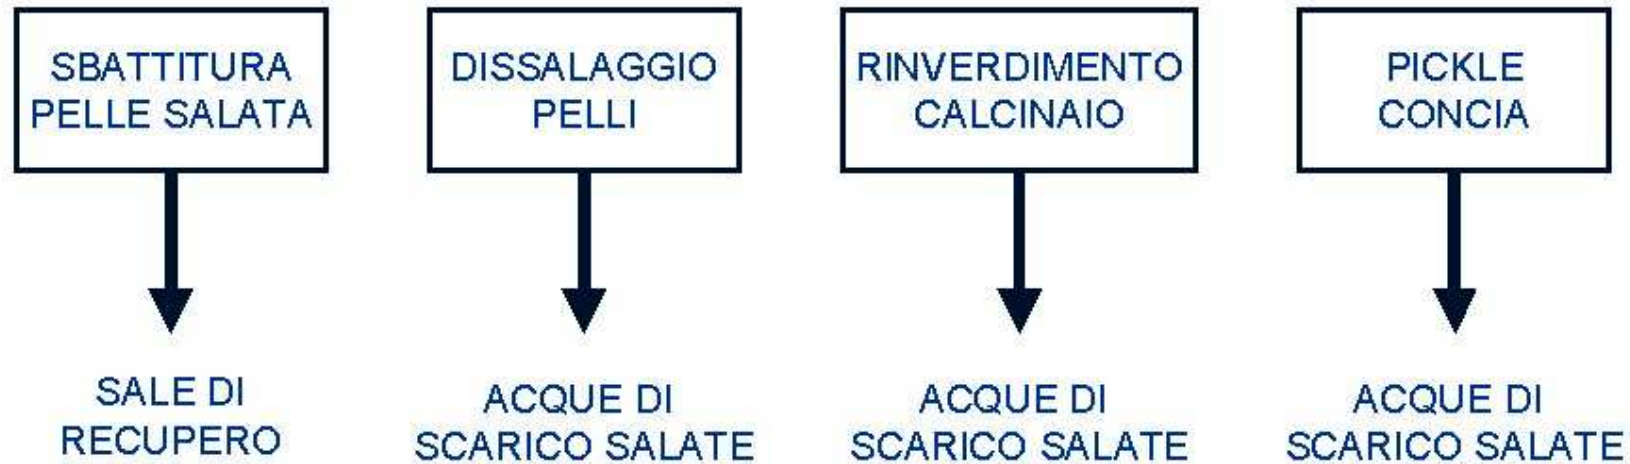 SBATTITURA
PELLE SALATA
DISSALAGGIO
PELLI
RINVERDIMENTO
CALCINAIO
PICKLE
CONCIA
SALE DI
RECUPERO
ACQUE DI
SCARICO SALATE
ACQUE DI
SCARICO SALATE
ACQUE DI
SCARICO SALATE